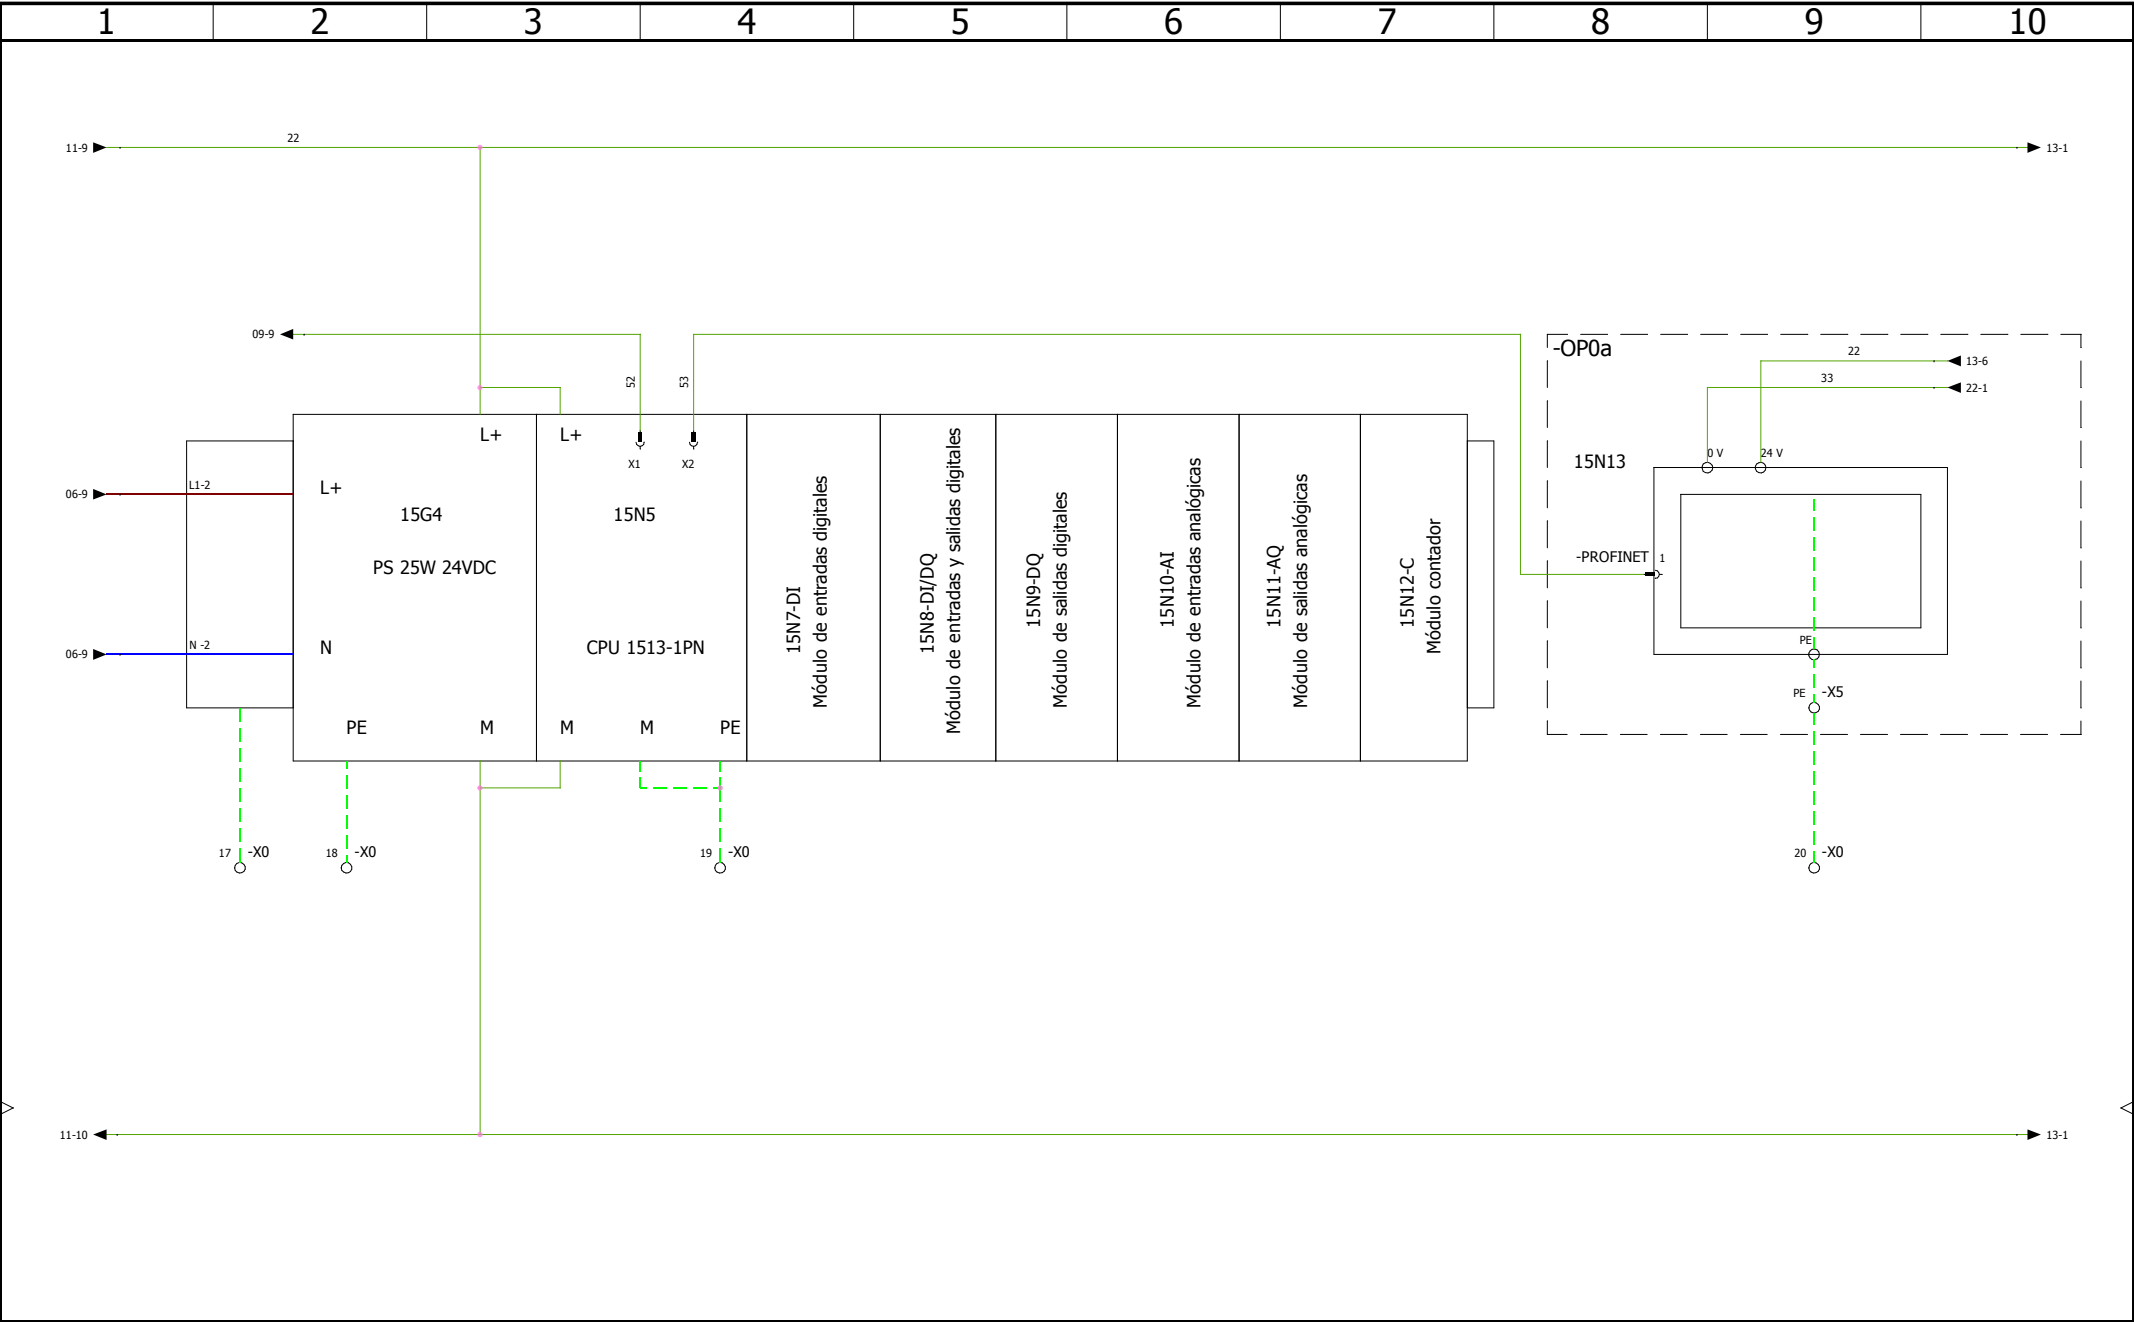 1 2 3 4 5 6 7 8 9 10
22
11-9 13-1
09-9
52
53
-OP0a
22
13-6
33
22-1
L+
L+
X1 X2
15N13
0 V 24 V
L1-2
06-9
L+
15G4
15N5
PS 25W 24VDC
-PROFINET 1
N -2
06-9
N
CPU 1513-1PN
PE
PE -X5
PE M M M PE
15N7-DI
Módulo de entradas digitales
15N8-DI/DQ
Módulo de entradas y salidas digitales
15N9-DQ
Módulo de salidas digitales
15N10-AI
Módulo de entradas analógicas
15N11-AQ
Módulo de salidas analógicas
15N12-C
Módulo contador
17 -X0
18 -X0
19 -X0
20 -X0
11-10 13-1